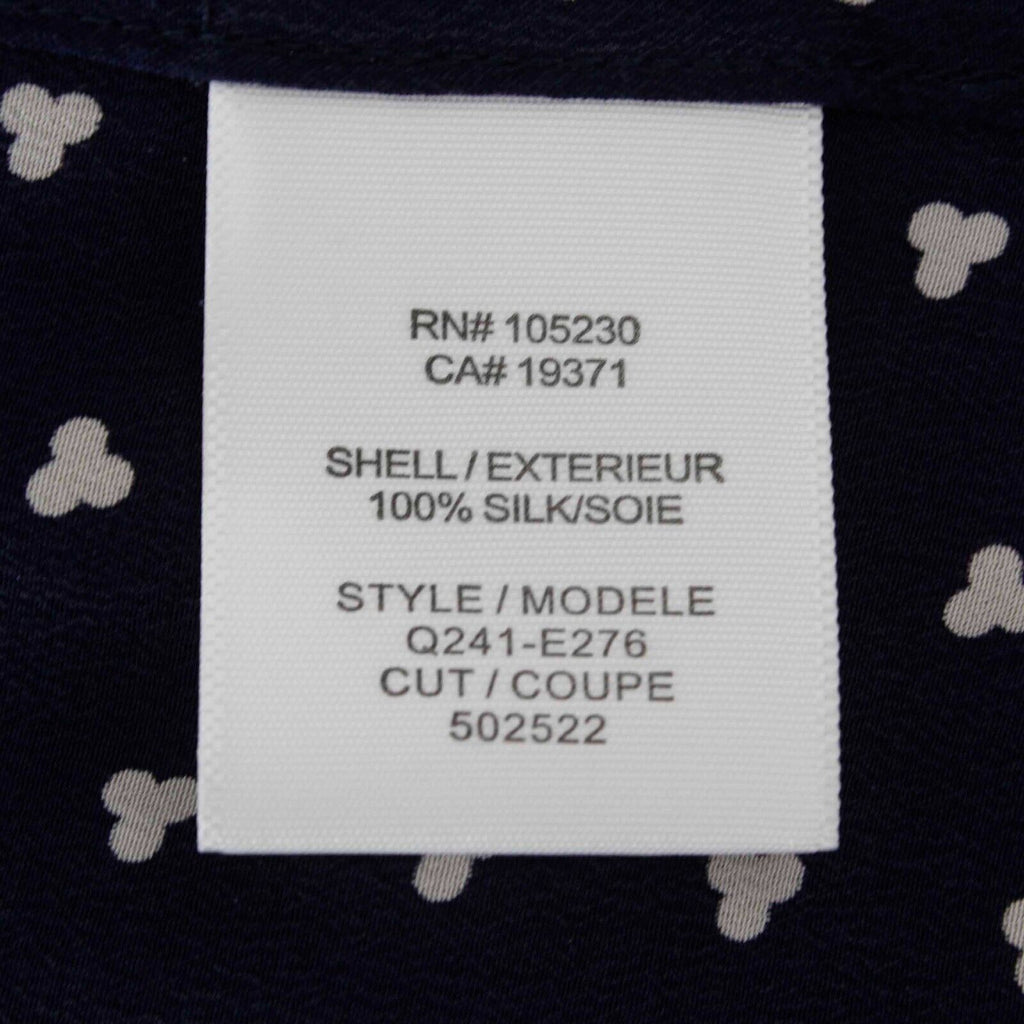 RN# 105230
CA# 19371
SHELL / EXTERIEUR
100% SILK/SOIE
STYLE / MODELE
Q241-E276
CUT / COUPE
502522